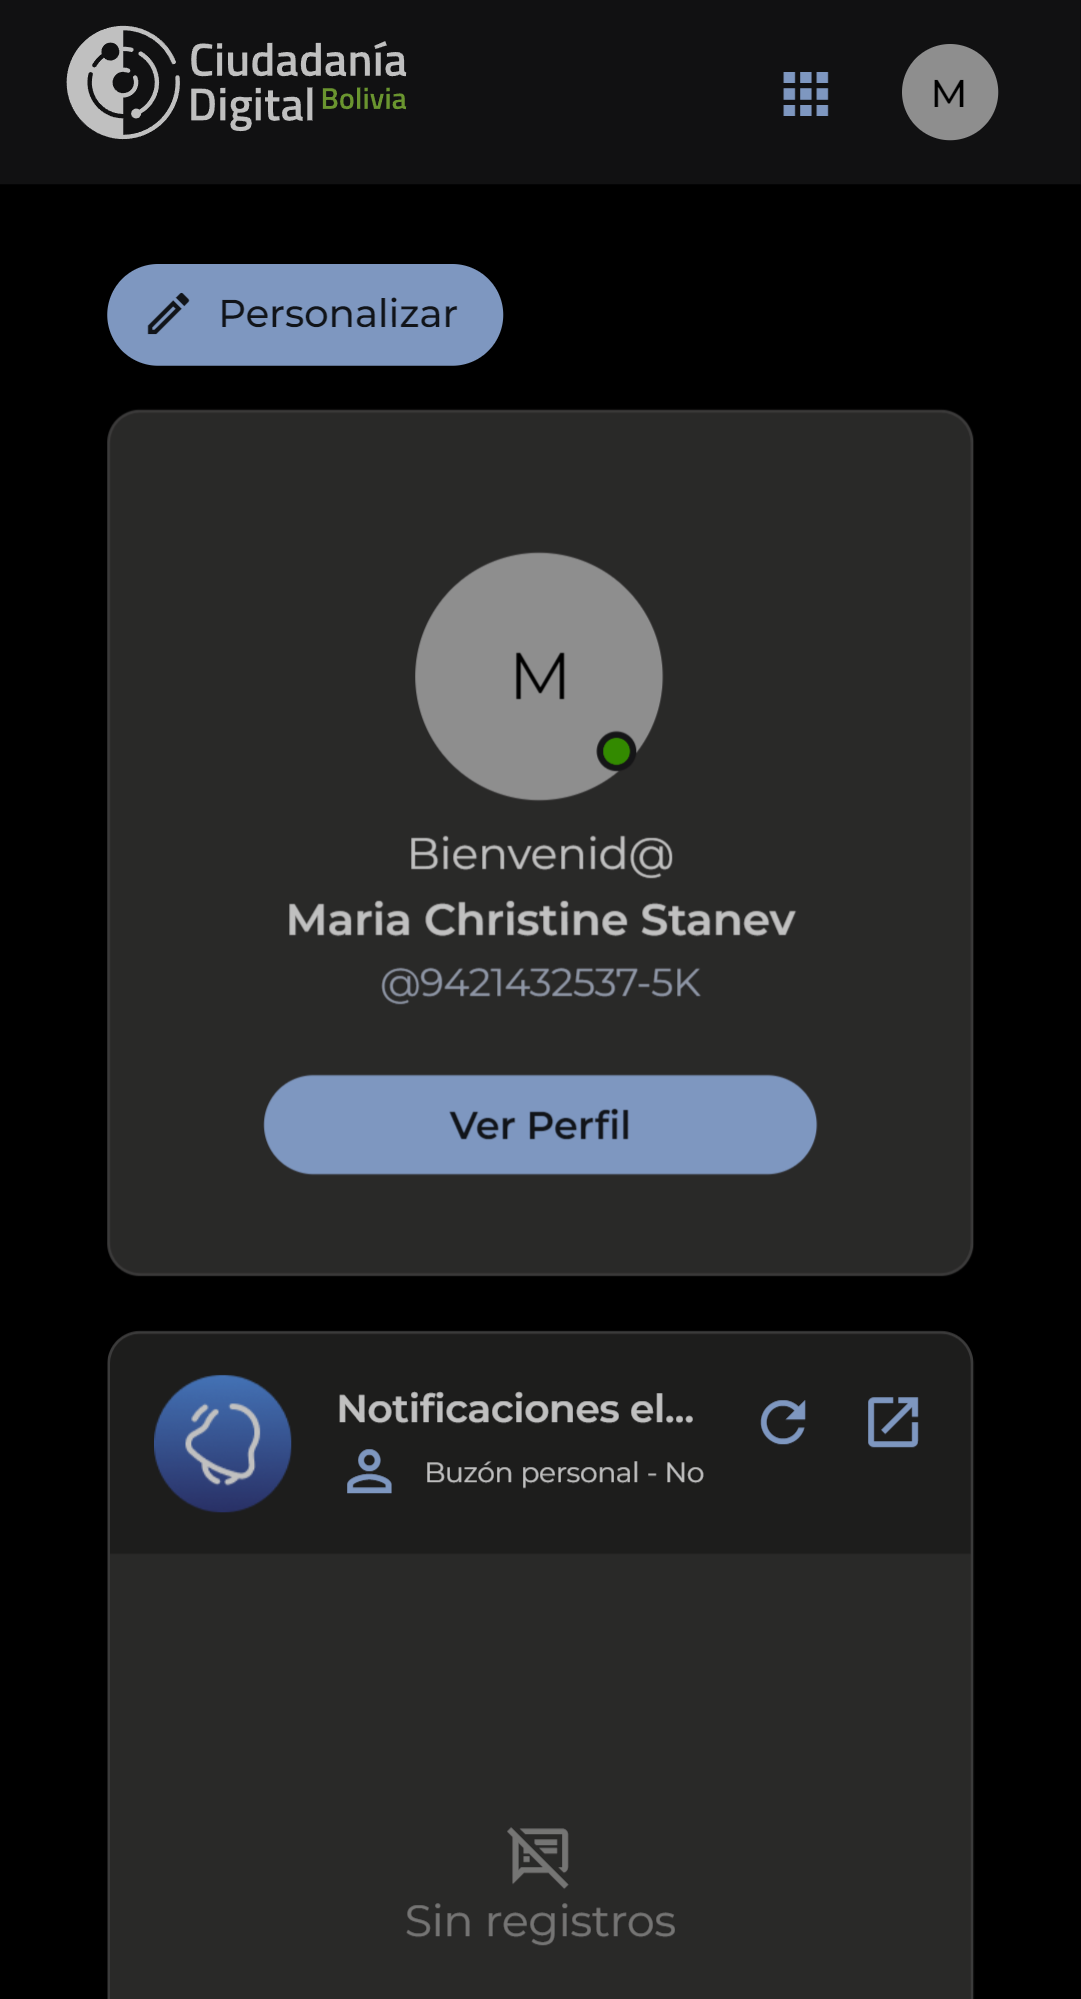 Ciudadanía
Digital Bolivia
M
Personalizar
M
Bienvenid@
Maria Christine Stanev
@9421432537-5K
Ver Perfil
Notificaciones el...
Buzón personal - No
Sin registros